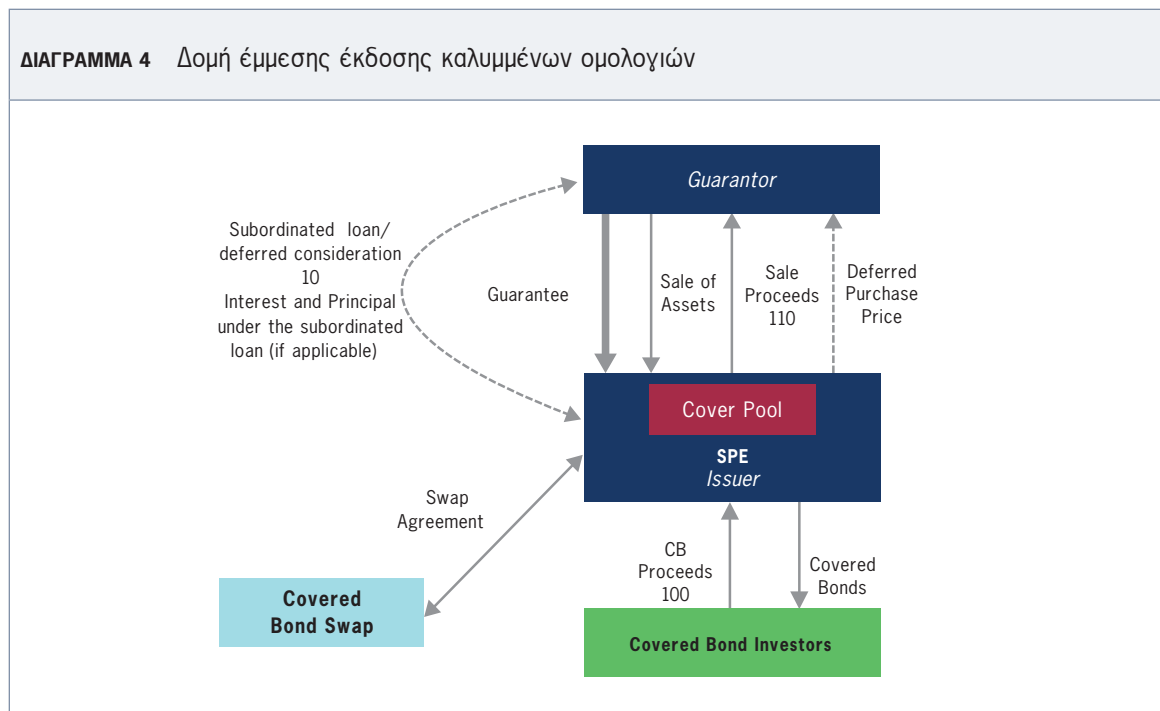 ΔΙΑΓΡΑΜΜΑ 4 Δομή έμμεσης έκδοσης καλυμμένων ομολογιών
Guarantor
Subordinated loan/
deferred consideration
10
Interest and Principal
under the subordinated
loan (if applicable)
Guarantee
Sale of
Assets
Sale
Proceeds
110
Deferred
Purchase
Price
Cover Pool
SPE
Issuer
Swap
Agreement
CB
Proceeds
100
Covered
Bonds
Covered
Bond Swap
Covered Bond Investors